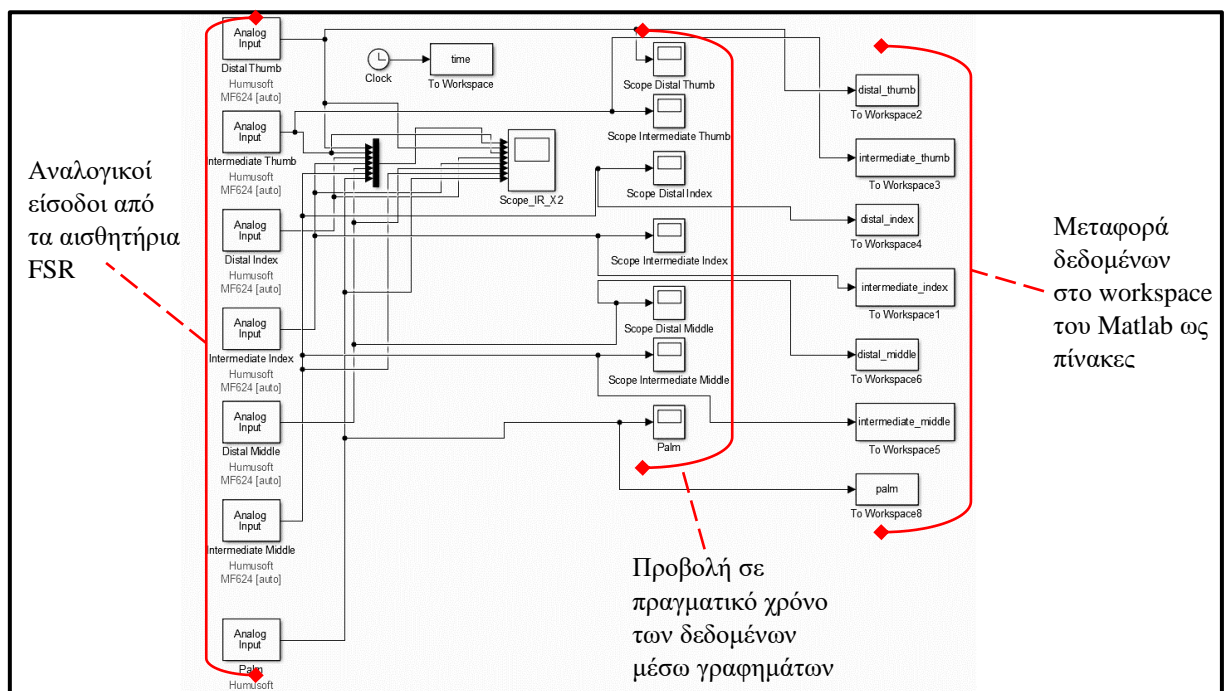 Αναλογικοί
είσοδοι από
τα αισθητήρια
FSR
Analog
Input
Distal Thumb
Humusoft
MF624 [auto]
Analog
Input
Intermediate Thumb
Humusoft
MF624 [auto]
Analog
Input
Distal Index
Humusoft
MF624 [auto]
Analog
Input
Intermediate Index
Humusoft
MF624 [auto]
Analog
Input
Distal Middle
Humusoft
MF624 [auto]
Analog
Input
Intermediate Middle
Humusoft
MF624 [auto]
Analog
Input
Palm
Humusoft
Clock
time
To Workspace
Scope_IR_X2
Scope Distal Thumb
Scope Intermediate Thumb
Scope Distal Index
Scope Intermediate Index
Scope Distal Middle
Scope Intermediate Middle
Palm
Προβολή σε
πραγματικό χρόνο
των δεδομένων
μέσω γραφημάτων
distal_thumb
To Workspace2
intermediate_thumb
To Workspace3
distal_index
To Workspace4
intermediate_index
To Workspace1
distal_middle
To Workspace6
intermediate_middle
To Workspace5
palm
To Workspace8
Μεταφορά
δεδομένων
στο workspace
του Matlab ως
πίνακες